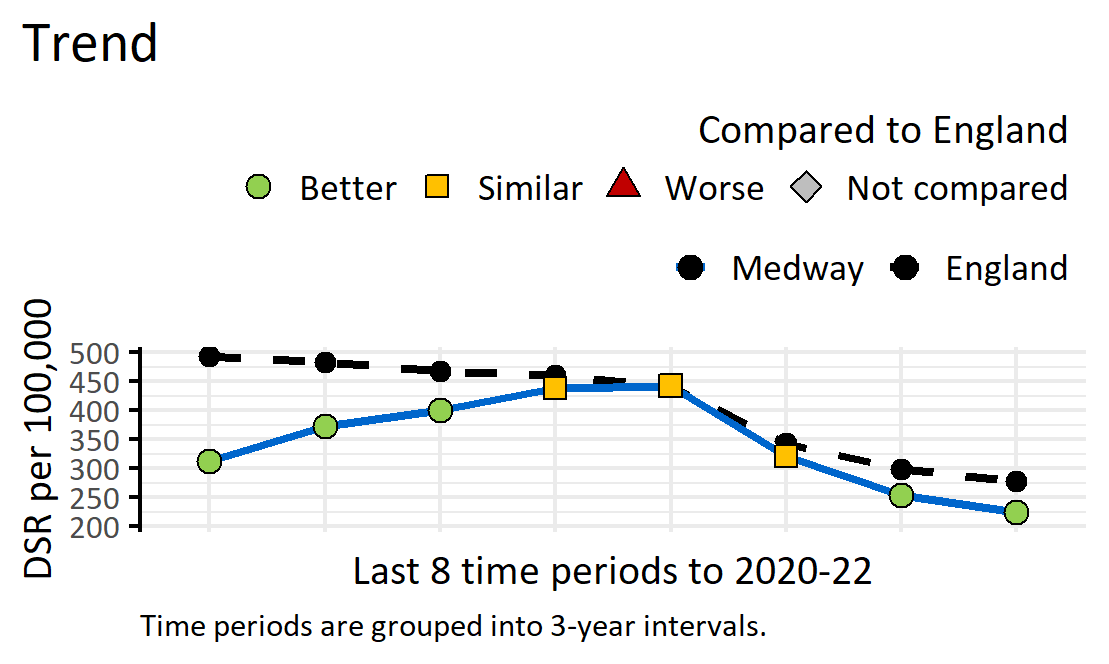 Trend
Compared to England
Better Similar Worse Not compared
Medway England
DSR per 100,000
500
450
400
350
300
250
200
Last 8 time periods to 2020-22
Time periods are grouped into 3-year intervals.